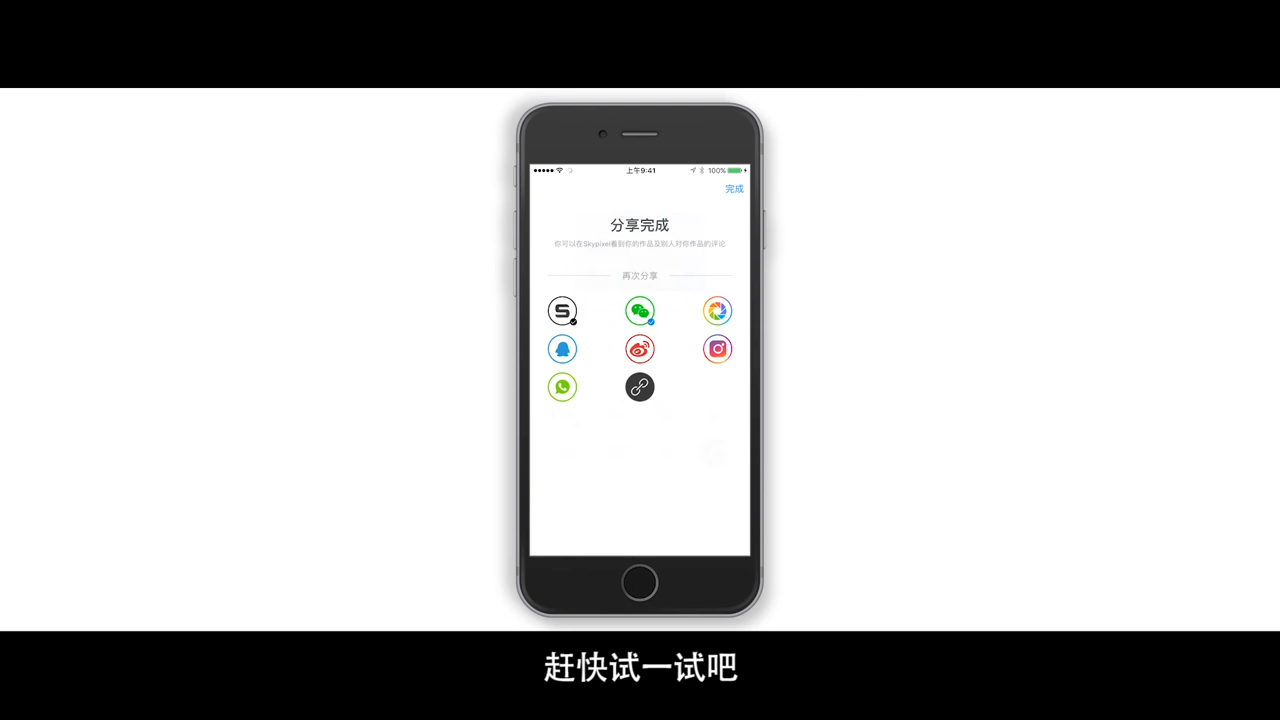 上午9:41
100%
完成
分享完成
你可以在Skypixel看到你的作品及别人对你作品的评论
再次分享
赶快试一试吧